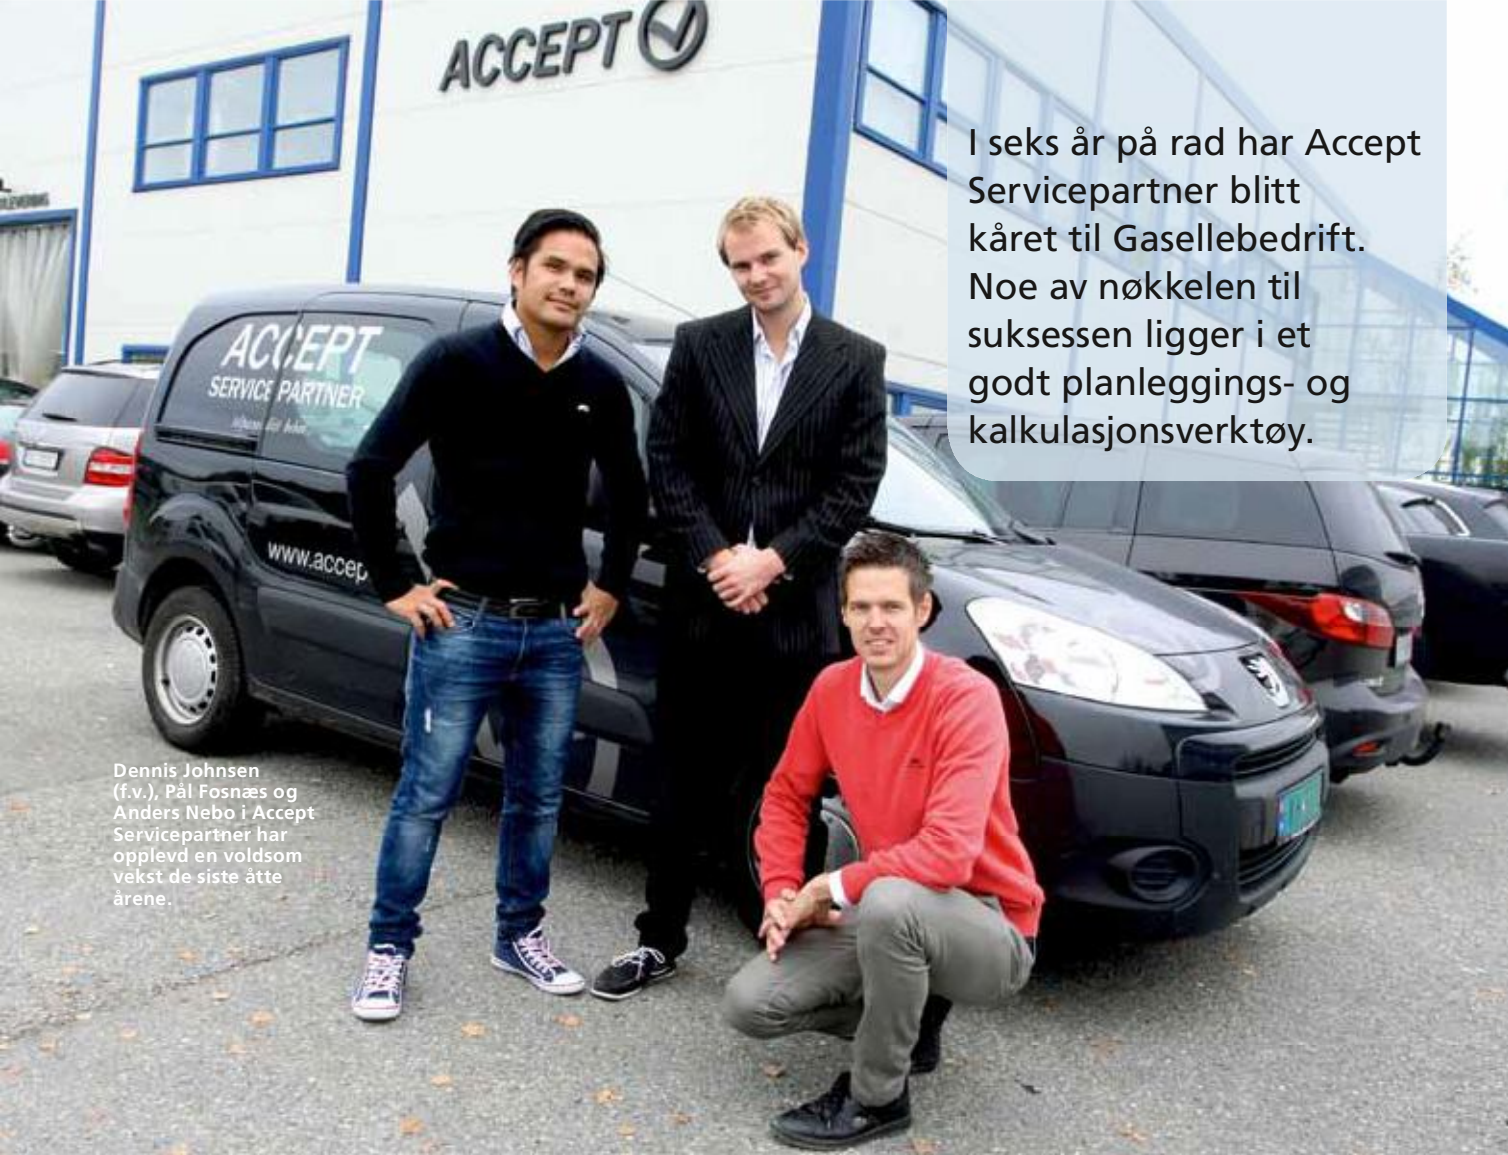 ACCEPT
I seks år på rad har Accept
Servicepartner blitt
kåret til Gasellebedrift.
Noe av nøkkelen til
suksessen ligger i et
godt planleggings- og
kalkulasjonsverktøy.
ACCEPT
SERVICE PARTNER
www.accep
Dennis Johnsen
(f.v.), Pål Fosnæs og
Anders Nebo i Accept
Servicepartner har
opplevd en voldsom
vekst de siste åtte
årene.